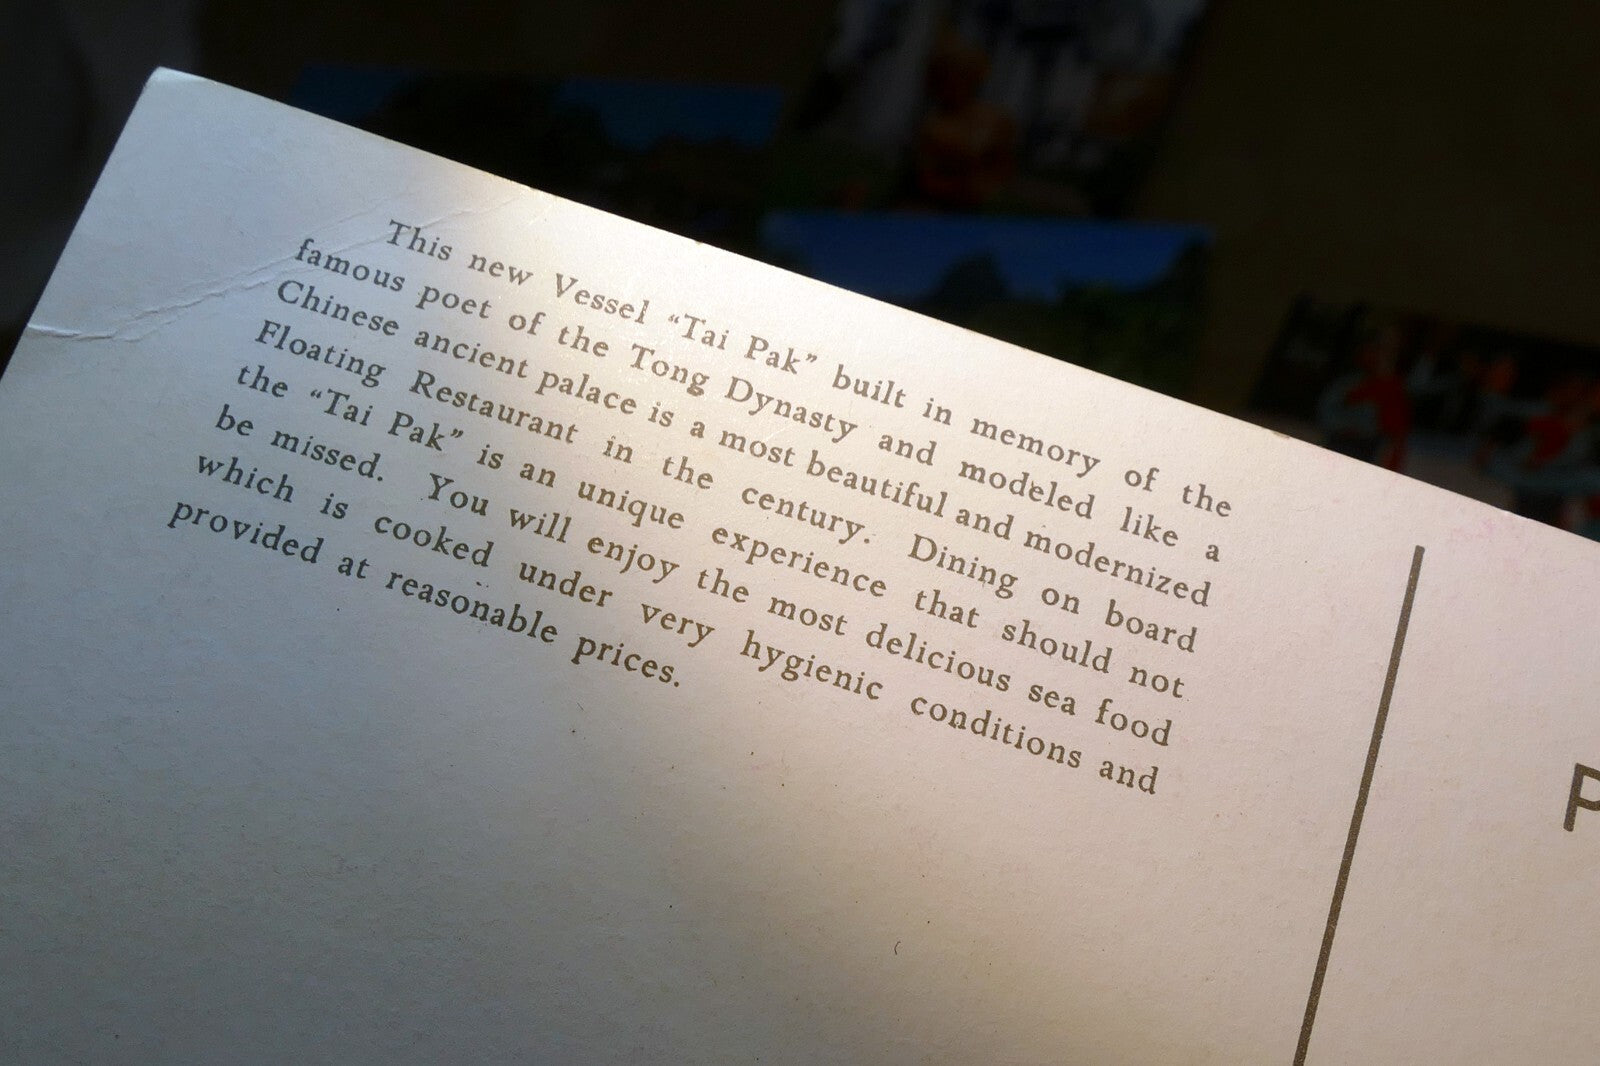 This new Vessel “Tai Pak” built in memory of the
famous poet of the Tong Dynasty and modeled like a
Chinese ancient palace is a most beautiful and modernized
Floating Restaurant in the century. Dining on board
the “Tai Pak” is an unique experience that should not
be missed. You will enjoy the most delicious sea food
which is cooked under very hygienic conditions and
provided at reasonable prices.
P